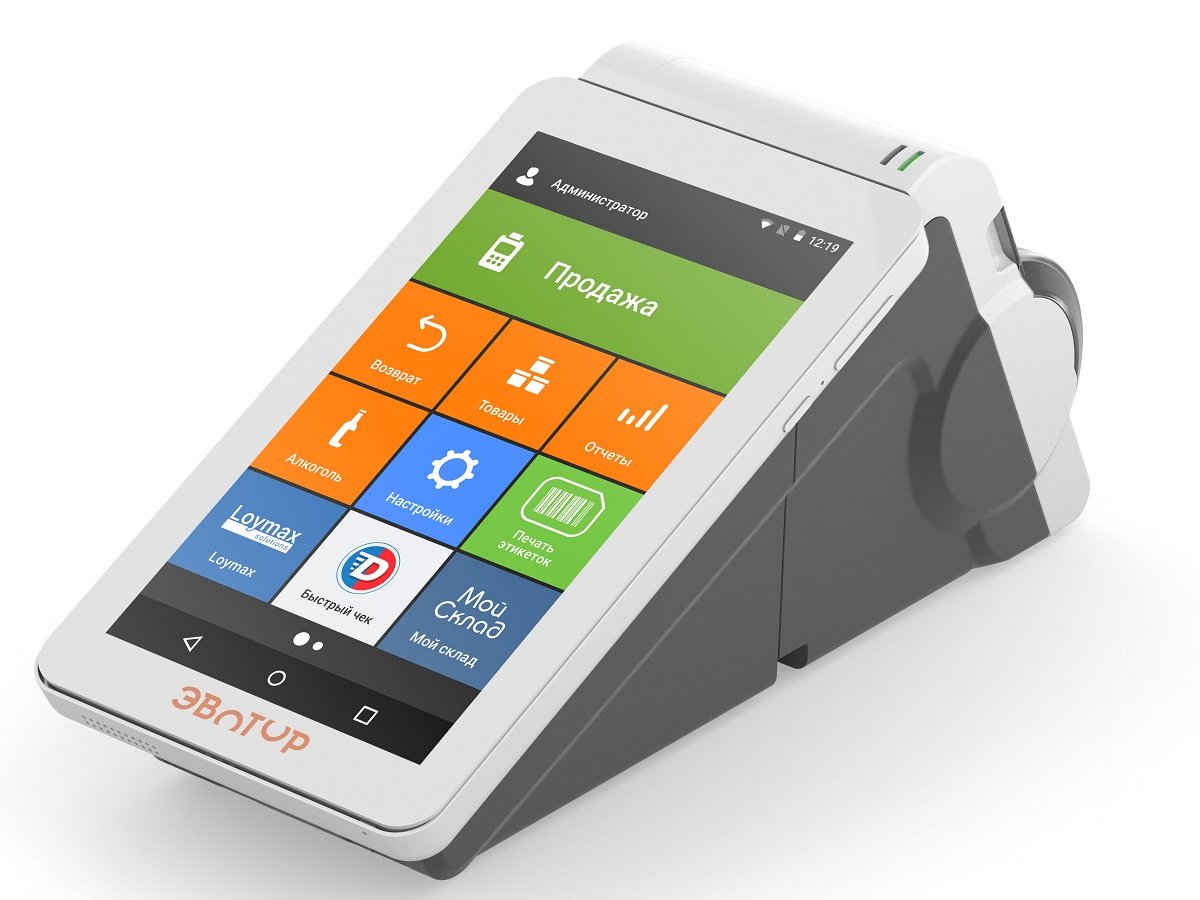 Администратор
12:19
Продажа
Возврат
Товары
Отчеты
Алкоголь
Настройки
Печать
этикеток
Loymax
solutions
Loymax
Быстрый чек
Мой
Склад
Мой склад
ЭВОТОР